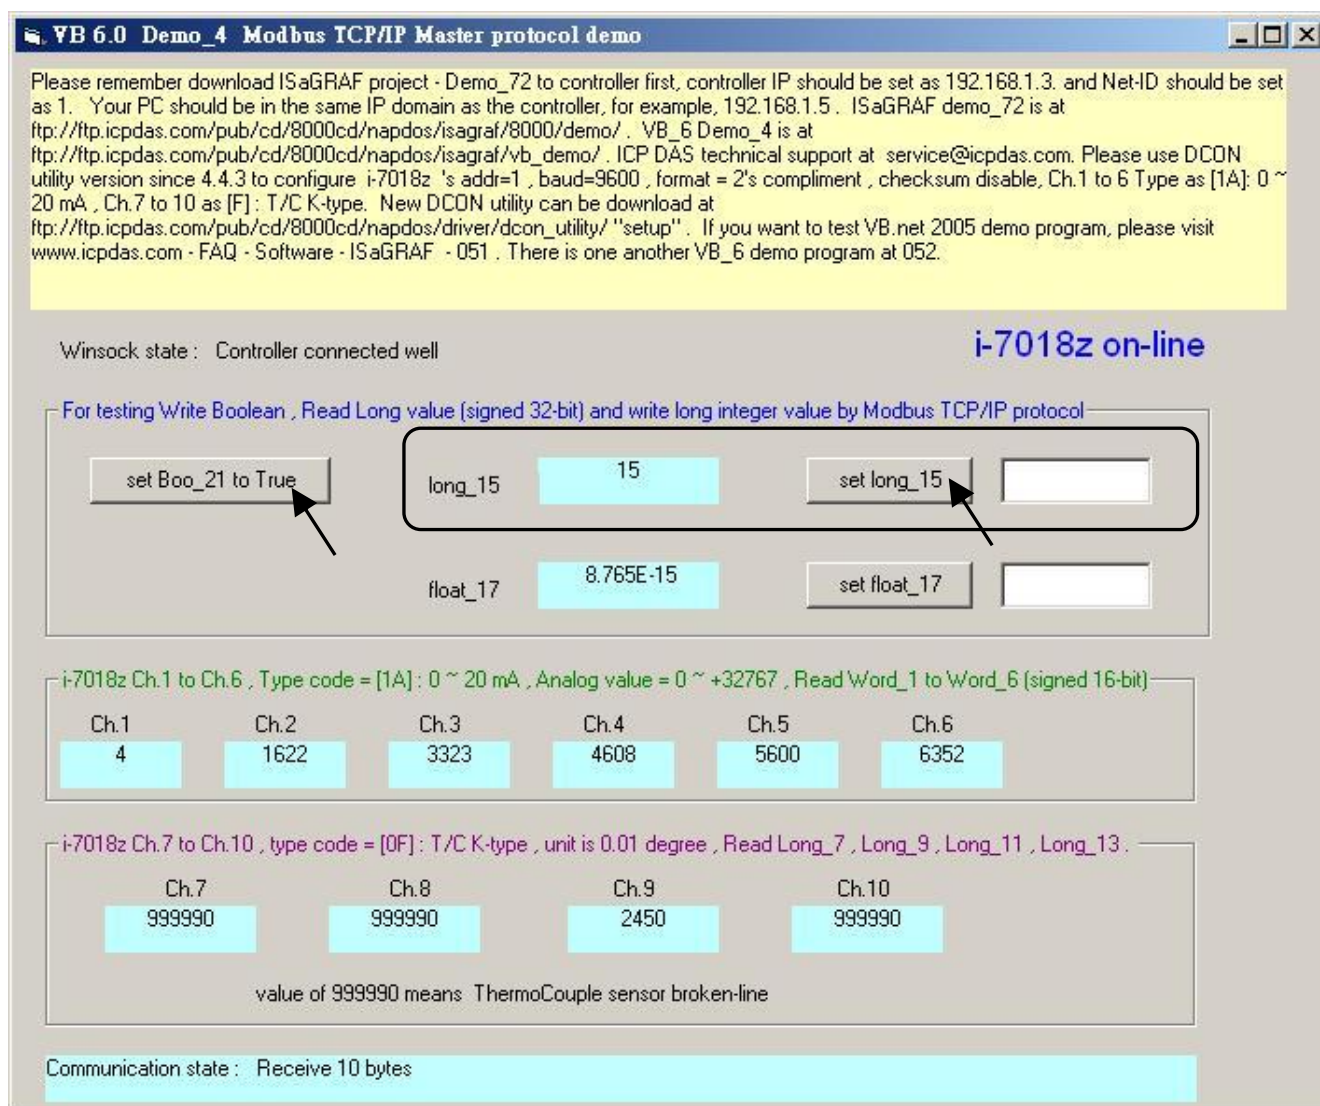 VB 6.0 Demo_4 Modbus TCP/IP Master protocol demo
Please remember download ISaGRAF project - Demo_72 to controller first, controller IP should be set as 192.168.1.3. and Net-ID should be set
as 1. Your PC should be in the same IP domain as the controller, for example, 192.168.1.5 . ISaGRAF demo_72 is at
ftp://ftp.icpdas.com/pub/cd/8000cd/napdos/isagraf/8000/demo/ . VB_6 Demo_4 is at
ftp://ftp.icpdas.com/pub/cd/8000cd/napdos/isagraf/vb_demo/ . ICP DAS technical support at service@icpdas.com. Please use DCON
utility version since 4.4.3 to configure i-7018z 's addr=1 , baud=9600 , format = 2's compliment , checksum disable, Ch.1 to 6 Type as [1A]: 0 ~
20 mA , Ch.7 to 10 as [F] : T/C K-type. New DCON utility can be download at
ftp://ftp.icpdas.com/pub/cd/8000cd/napdos/driver/dcon_utility/ "setup" . If you want to test VB.net 2005 demo program, please visit
www.icpdas.com - FAQ - Software - ISaGRAF - 051 . There is one another VB_6 demo program at 052.
Winsock state : Controller connected well i-7018z on-line
For testing Write Boolean , Read Long value (signed 32-bit) and write long integer value by Modbus TCP/IP protocol
set Boo_21 to True long_15 15 set long_15
float_17 8.765E-15 set float_17
i-7018z Ch.1 to Ch.6 , Type code = [1A] : 0 ~ 20 mA , Analog value = 0 ~ +32767 , Read Word_1 to Word_6 (signed 16-bit)
Ch.1 Ch.2 Ch.3 Ch.4 Ch.5 Ch.6
4 1622 3323 4608 5600 6352
i-7018z Ch.7 to Ch.10 , type code = [0F] : T/C K-type , unit is 0.01 degree , Read Long_7 , Long_9 , Long_11 , Long_13 .
Ch.7 Ch.8 Ch.9 Ch.10
999990 999990 2450 999990
value of 999990 means ThermoCouple sensor broken-line
Communication state : Receive 10 bytes